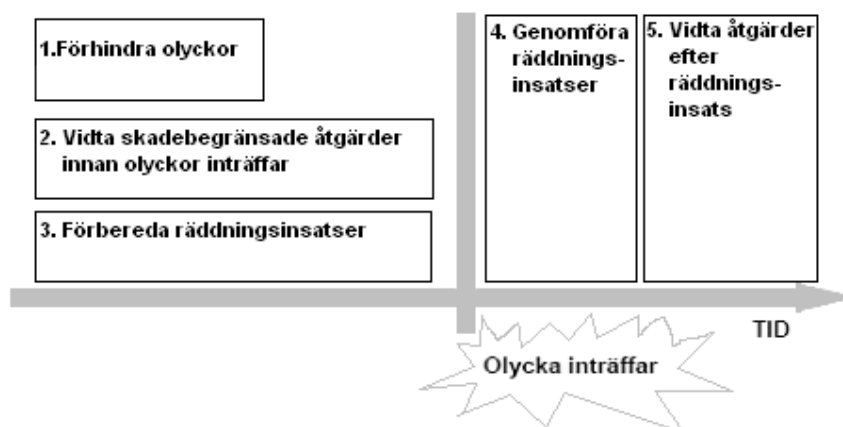 1.Förhindra olyckor
2. Vidta skadebegränsade åtgärder
innan olyckor inträffar
3. Förbereda räddningsinsatser
4. Genomföra
räddnings-
insatser
5. Vidta åtgärder
efter
räddnings-
insats
TID
Olycka inträffar